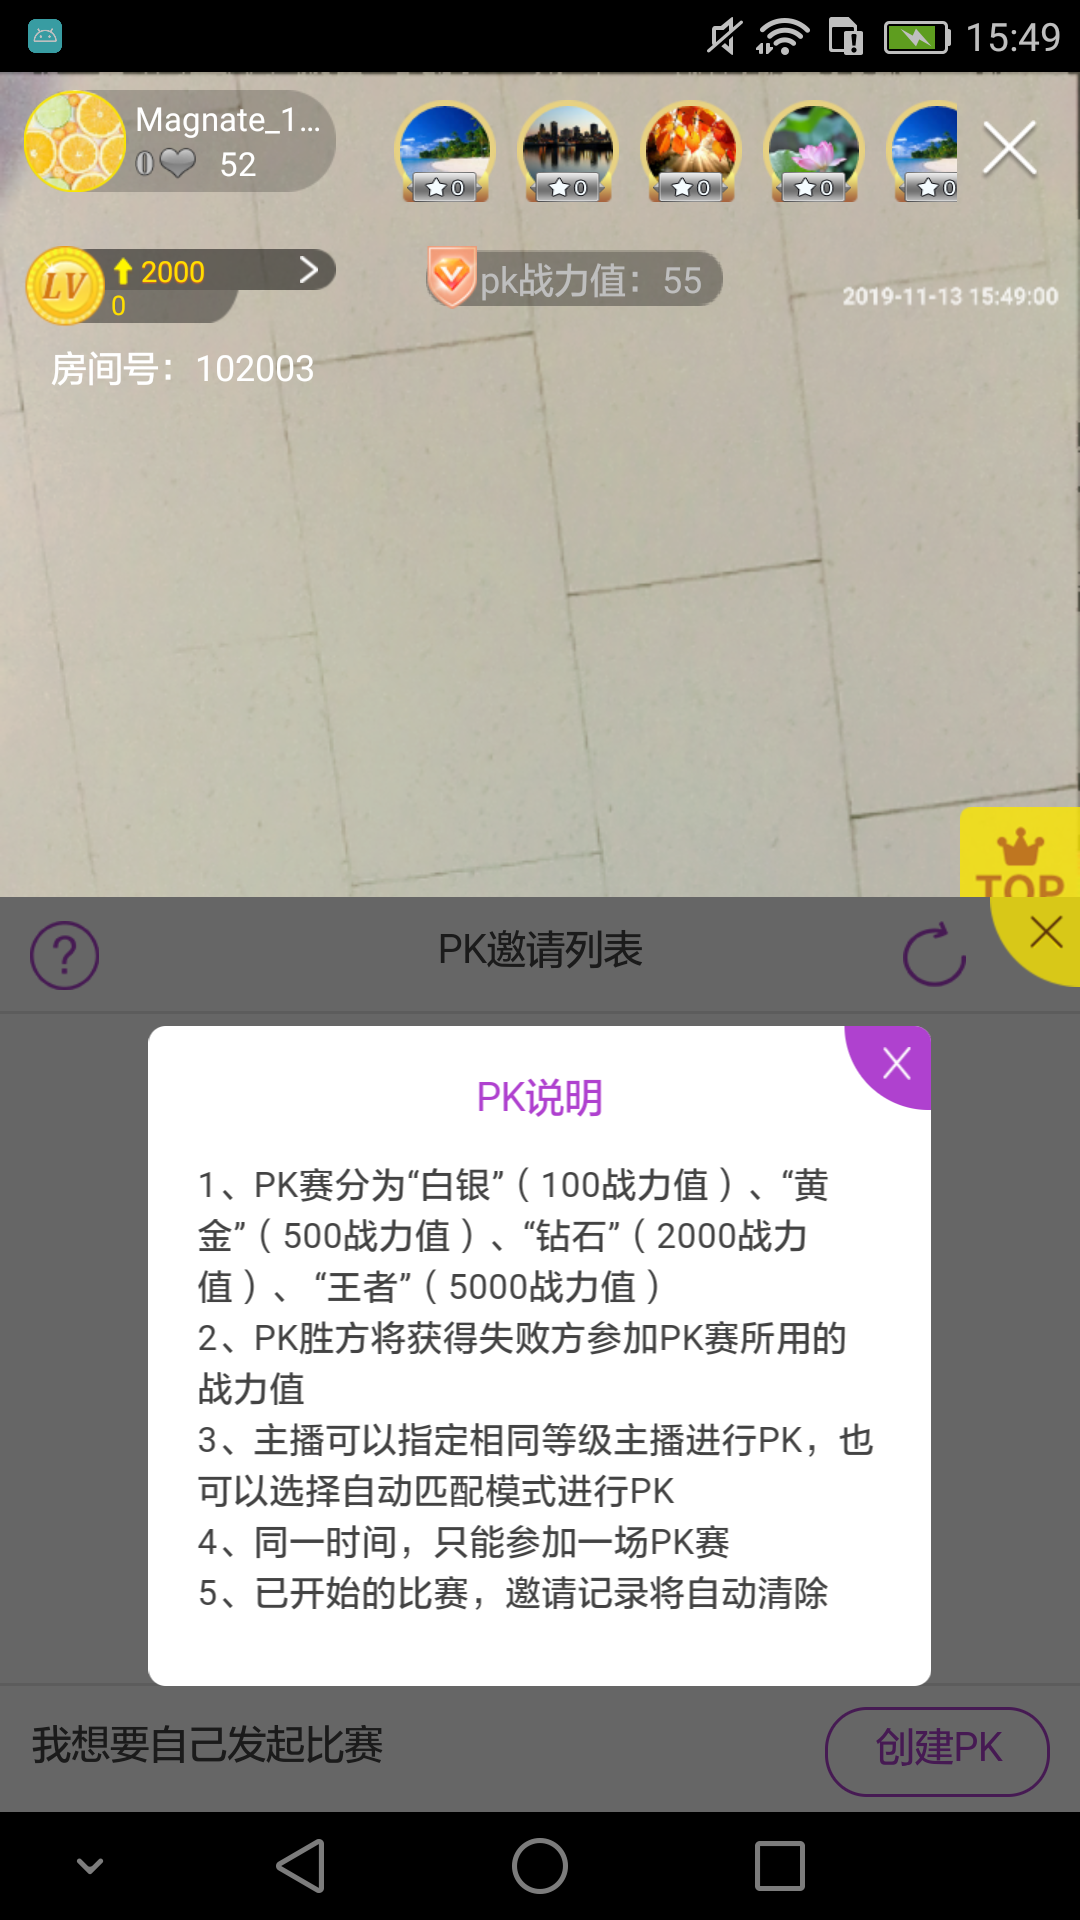 15:49
Magnate_1...
0 52
0
0
0
0
0
LV
2000
0
pk战力值：55
2019-11-13 15:49:00
房间号：102003
TOP
?
PK邀请列表
PK说明
1、PK赛分为“白银”（100战力值）、“黄
金”（500战力值）、“钻石”（2000战力
值）、 “王者”（5000战力值）
2、PK胜方将获得失败方参加PK赛所用的
战力值
3、主播可以指定相同等级主播进行PK，也
可以选择自动匹配模式进行PK
4、同一时间，只能参加一场PK赛
5、已开始的比赛，邀请记录将自动清除
我想要自己发起比赛
创建PK